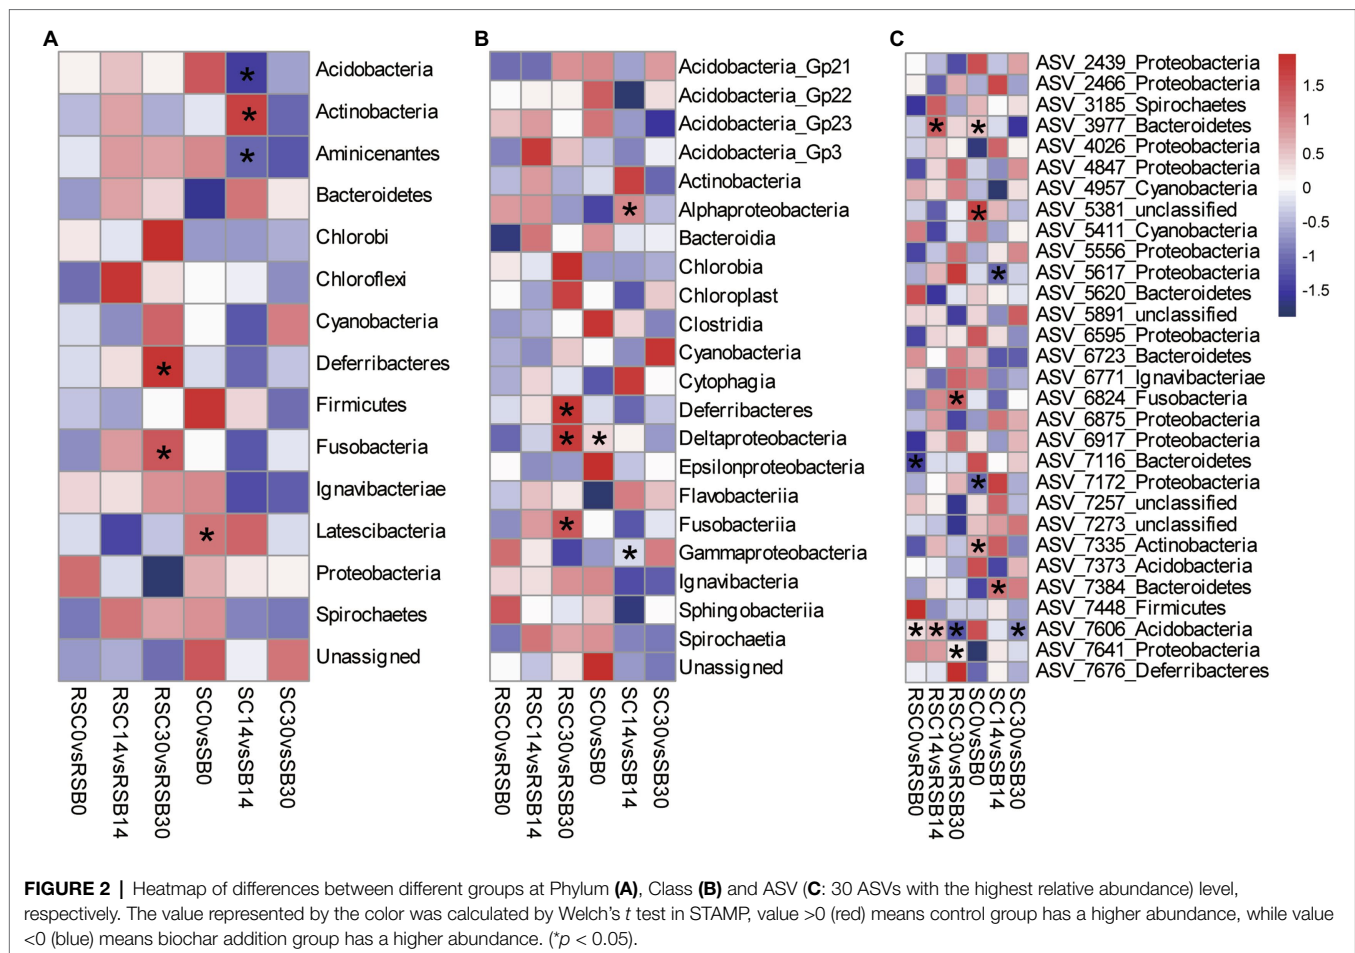 A
Acidobacteria
Actinobacteria
Aminicenantes
Bacteroidetes
Chlorobi
Chloroflexi
Cyanobacteria
Deferribacteres
Firmicutes
Fusobacteria
Ignavibacteriae
Latescibacteria
Proteobacteria
Spirochaetes
Unassigned
RSC0vsRSB0
RSC14vsRSB14
RSC30vsRSB30
SC0vsSB0
SC14vsSB14
SC30vsSB30
B
Acidobacteria_Gp21
Acidobacteria_Gp22
Acidobacteria_Gp23
Acidobacteria_Gp3
Actinobacteria
Alphaproteobacteria
Bacteroidia
Chlorobia
Chloroplast
Clostridia
Cyanobacteria
Cytophagia
Deferribacteres
Deltaproteobacteria
Epsilonproteobacteria
Flavobacteriia
Fusobacteriia
Gammaproteobacteria
Ignavibacteria
Sphingobacteriia
Spirochaetia
Unassigned
RSC0vsRSB0
RSC14vsRSB14
RSC30vsRSB30
SC0vsSB0
SC14vsSB14
SC30vsSB30
C
ASV_2439_Proteobacteria
ASV_2466_Proteobacteria
ASV_3185_Spirochaetes
ASV_3977_Bacteroidetes
ASV_4026_Proteobacteria
ASV_4847_Proteobacteria
ASV_4957_Cyanobacteria
ASV_5381_unclassified
ASV_5411_Cyanobacteria
ASV_5556_Proteobacteria
ASV_5617_Proteobacteria
ASV_5620_Bacteroidetes
ASV_5891_unclassified
ASV_6595_Proteobacteria
ASV_6723_Bacteroidetes
ASV_6771_Ignavibacteriae
ASV_6824_Fusobacteria
ASV_6875_Proteobacteria
ASV_6917_Proteobacteria
ASV_7116_Bacteroidetes
ASV_7172_Proteobacteria
ASV_7257_unclassified
ASV_7273_unclassified
ASV_7335_Actinobacteria
ASV_7373_Acidobacteria
ASV_7384_Bacteroidetes
ASV_7448_Firmicutes
ASV_7606_Acidobacteria
ASV_7641_Proteobacteria
ASV_7676_Deferribacteres
RSC0vsRSB0
RSC14vsRSB14
RSC30vsRSB30
SC0vsSB0
SC14vsSB14
SC30vsSB30
1.5
1
0.5
0
-0.5
-1
-1.5
FIGURE 2 | Heatmap of differences between different groups at Phylum (A), Class (B) and ASV (C: 30 ASVs with the highest relative abundance) level,
respectively. The value represented by the color was calculated by Welch's t test in STAMP, value >0 (red) means control group has a higher abundance, while value
<0 (blue) means biochar addition group has a higher abundance. (*p < 0.05).